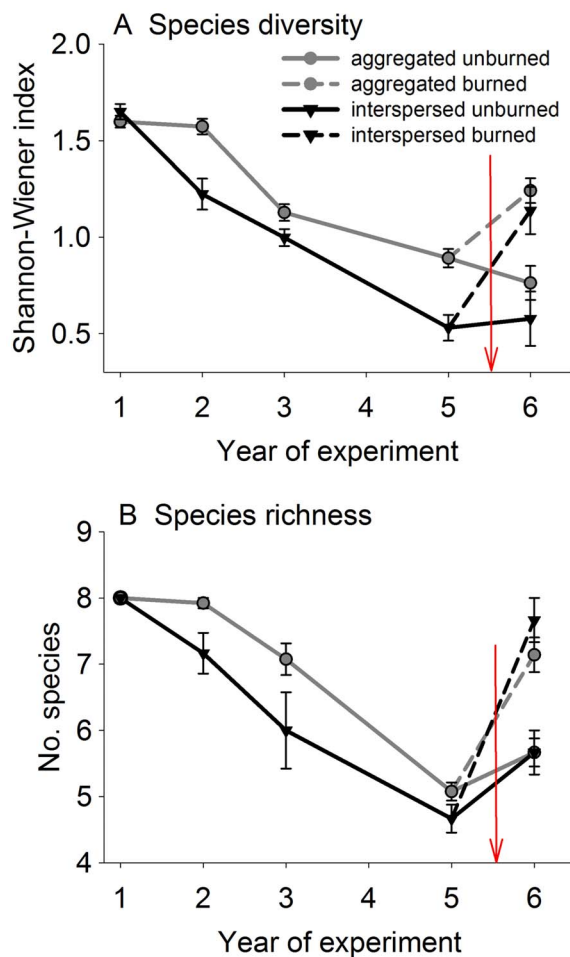 A Species diversity
2.0
aggregated unburned
aggregated burned
interspersed unburned
interspersed burned
1.5
1.0
0.5
Shannon-Wiener index
1 2 3 4 5 6
Year of experiment
B Species richness
9
8
7
6
5
4
No. species
1 2 3 4 5 6
Year of experiment